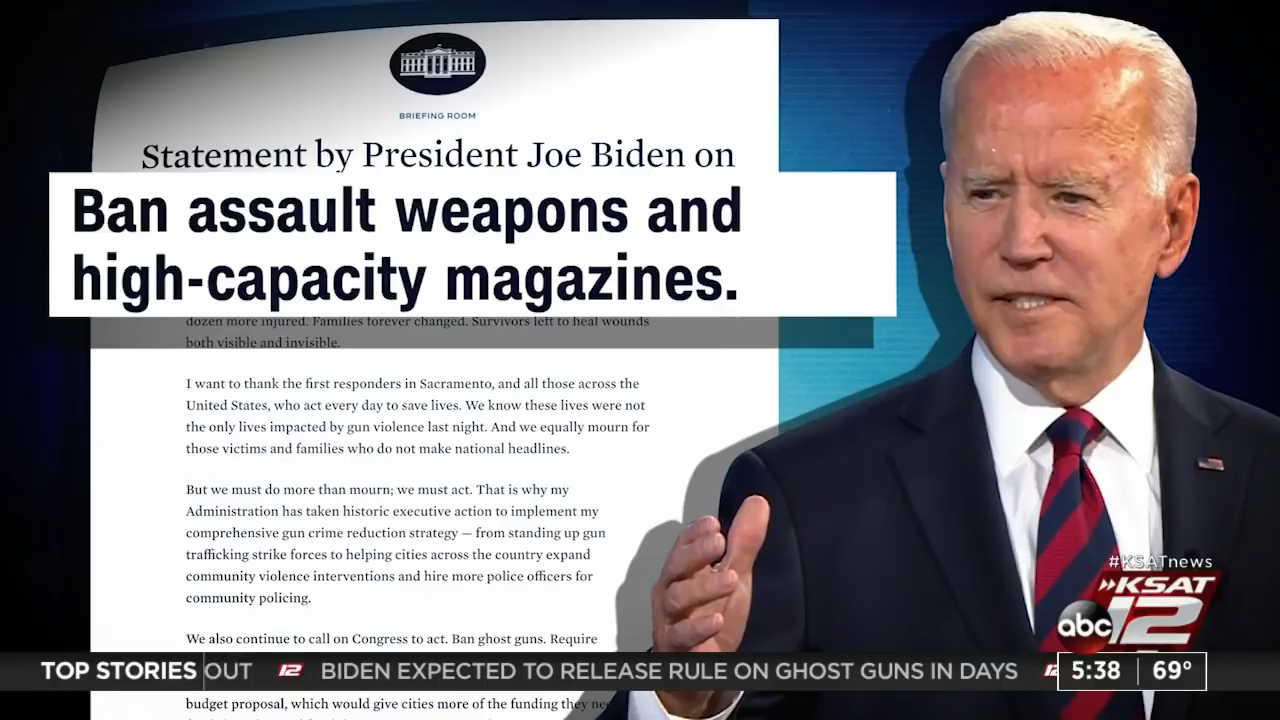 BRIEFING ROOM
Statement by President Joe Biden on
Ban assault weapons and
high-capacity magazines.
dozen more injured. Families forever changed. Survivors left to heal wounds
both visible and invisible.
I want to thank the first responders in Sacramento, and all those across the
United States, who act every day to save lives. We know these lives were not
the only lives impacted by gun violence last night. And we equally mourn for
those victims and families who do not make national headlines.
But we must do more than mourn; we must act. That is why my
Administration has taken historic executive action to implement my
comprehensive gun crime reduction strategy — from standing up gun
trafficking strike forces to helping cities across the country expand
community violence interventions and hire more police officers for
community policing.
We also continue to call on Congress to act. Ban ghost guns. Require
budget proposal, which would give cities more of the funding they
#KSATnews
KSAT
abc 12
TOP STORIES OUT 12 BIDEN EXPECTED TO RELEASE RULE ON GHOST GUNS IN DAYS 5:38 69°